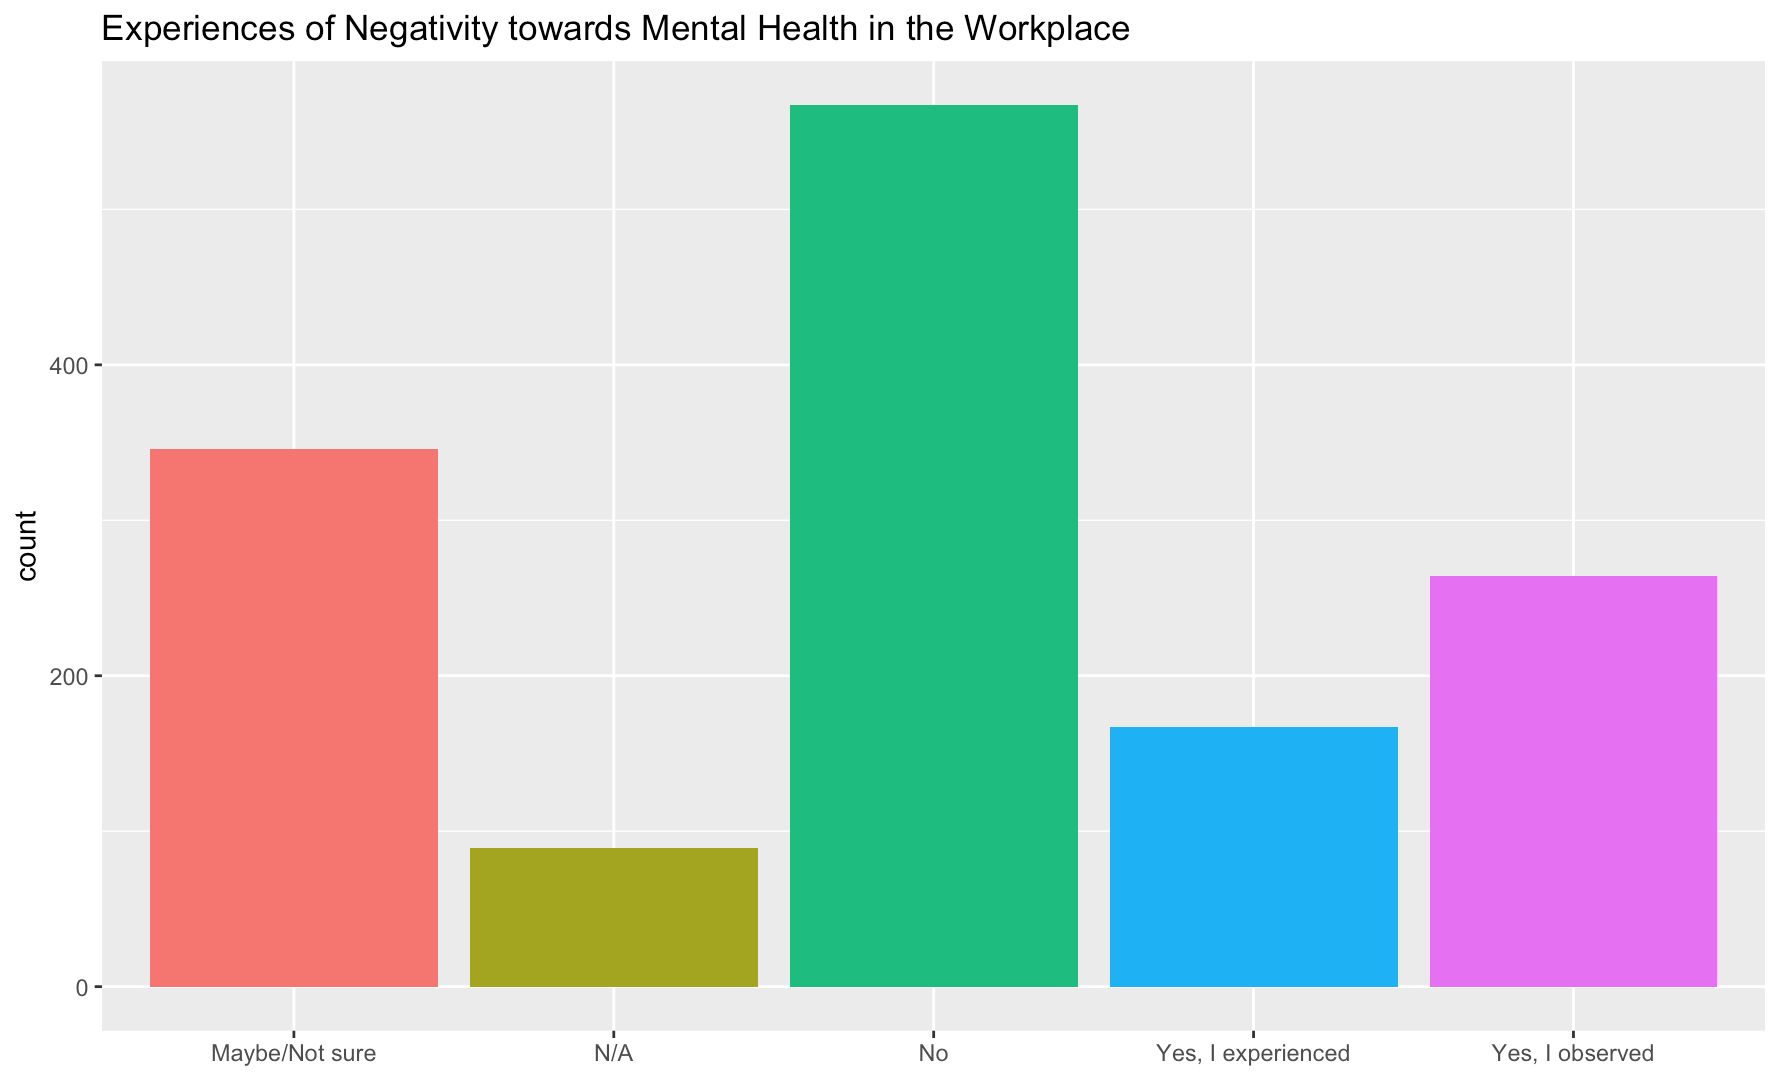 Experiences of Negativity towards Mental Health in the Workplace
count
400
200
0
Maybe/Not sure
N/A
No
Yes, I experienced
Yes, I observed